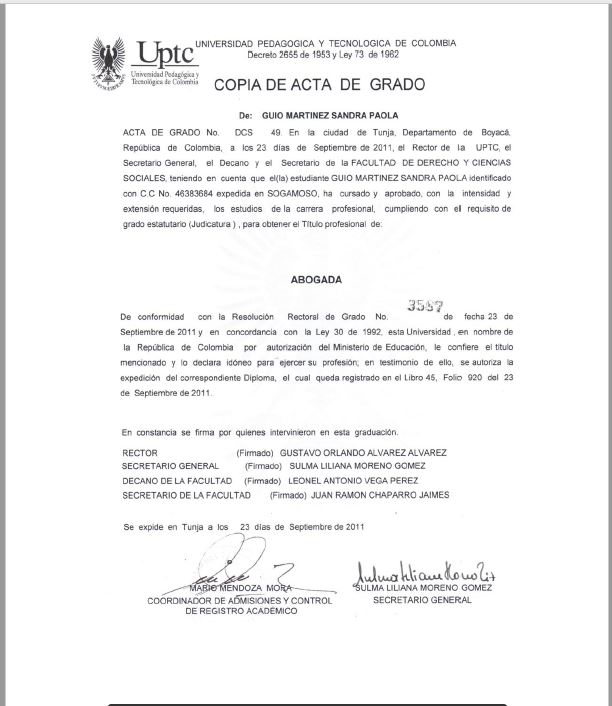 Uptc
Universidad Pedagógica y
Tecnológica de Colombia
UNIVERSIDAD PEDAGOGICA Y TECNOLOGICA DE COLOMBIA
Decreto 2655 de 1953 y Ley 73 de 1962
COPIA DE ACTA DE GRADO
De: GUIO MARTINEZ SANDRA PAOLA
ACTA DE GRADO No. DCS 49. En la ciudad de Tunja, Departamento de Boyacá,
República de Colombia, a los 23 días de Septiembre de 2011, el Rector de la UPTC, el
Secretario General, el Decano y el Secretario de la FACULTAD DE DERECHO Y CIENCIAS
SOCIALES, teniendo en cuenta que el(la) estudiante GUIO MARTINEZ SANDRA PAOLA identificado
con C.C No. 46383684 expedida en SOGAMOSO, ha cursado y aprobado, con la intensidad y
extensión requeridas, los estudios de la carrera profesional, cumpliendo con el requisito de
grado estatutario (Judicatura ) , para obtener el Título profesional de:
ABOGADA
De conformidad con la Resolución Rectoral de Grado No. 3567 de fecha 23 de
Septiembre de 2011 y en concordancia con la Ley 30 de 1992, esta Universidad , en nombre de
la República de Colombia por autorización del Ministerio de Educación, le confiere el título
mencionado y lo declara idóneo para ejercer su profesión; en testimonio de ello, se autoriza la
expedición del correspondiente Diploma, el cual queda registrado en el Libro 45, Folio 920 del 23
de Septiembre de 2011.
En constancia se firma por quienes intervinieron en esta graduación.
RECTOR (Firmado) GUSTAVO ORLANDO ALVAREZ ALVAREZ
SECRETARIO GENERAL (Firmado) SULMA LILIANA MORENO GOMEZ
DECANO DE LA FACULTAD (Firmado) LEONEL ANTONIO VEGA PEREZ
SECRETARIO DE LA FACULTAD (Firmado) JUAN RAMON CHAPARRO JAIMES
Se expide en Tunja a los 23 días de Septiembre de 2011
MARIO MENDOZA MORA
COORDINADOR DE ADMISIONES Y CONTROL
DE REGISTRO ACADÉMICO
SULMA LILIANA MORENO GOMEZ
SECRETARIO GENERAL